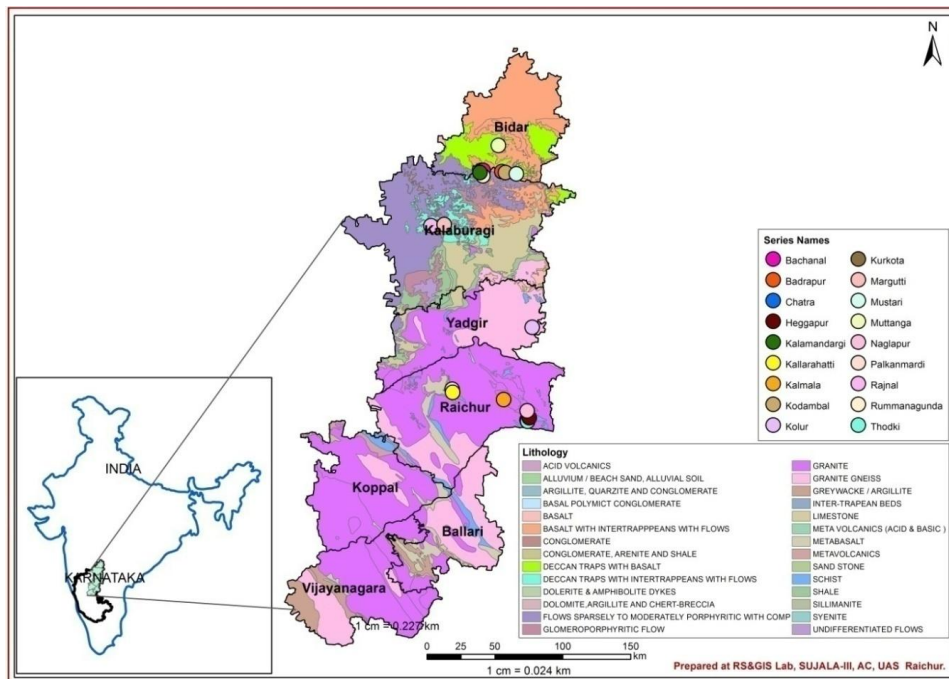 N
Bidar
Kalaburagi
Yadgir
Raichur
Koppal
Ballari
Vijayanagara
INDIA
KARNATAKA
Series Names
Bachanal
Badrapur
Chatra
Heggapur
Kalamandargi
Kallarahatti
Kalmala
Kodambal
Kolur
Kurkota
Margutti
Mustari
Muttanga
Naglapur
Palkanmardi
Rajnal
Rummanagunda
Thodki
Lithology
ACID VOLCANICS
ALLUVIUM / BEACH SAND, ALLUVIAL SOIL
ARGILLITE, QUARZITE AND CONGLOMERATE
BASAL POLYMICT CONGLOMERATE
BASALT
BASALT WITH INTERTRAPPPEANS WITH FLOWS
CONGLOMERATE
CONGLOMERATE, ARENITE AND SHALE
DECCAN TRAPS WITH BASALT
DECCAN TRAPS WITH INTERTRAPPEANS WITH FLOWS
DOLERITE & AMPHIBOLITE DYKES
DOLOMITE,ARGILLITE AND CHERT-BRECCIA
FLOWS SPARSELY TO MODERATELY PORPHYRITIC WITH COMP
GLOMEROPORPHYRITIC FLOW
GRANITE
GRANITE GNEISS
GREYWACKE / ARGILLITE
INTER-TRAPEAN BEDS
LIMESTONE
META VOLCANICS (ACID & BASIC )
METABASALT
METAVOLCANICS
SAND STONE
SCHIST
SHALE
SILLIMANITE
SYENITE
UNDIFFERENTIATED FLOWS
1 cm = 0.227 km
0 50 100 150
km
1 cm = 0.024 km
Prepared at RS&GIS Lab, SUJALA-III, AC, UAS Raichur.